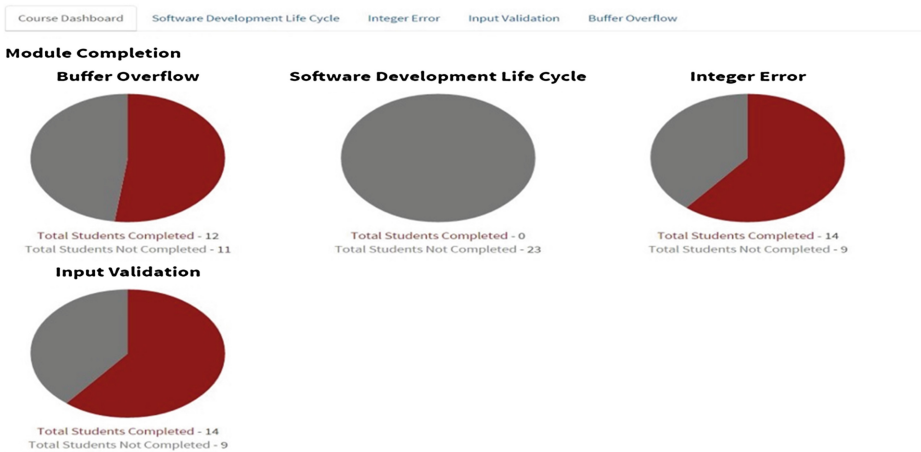 Course Dashboard Software Development Life Cycle Integer Error Input Validation Buffer Overflow
Module Completion
Buffer Overflow Software Development Life Cycle Integer Error
Total Students Completed - 12 Total Students Completed - 0 Total Students Completed - 14
Total Students Not Completed - 11 Total Students Not Completed - 23 Total Students Not Completed - 9
Input Validation
Total Students Completed - 14
Total Students Not Completed - 9